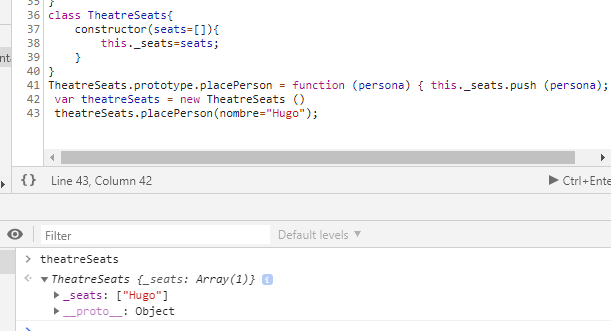 35 }
36 class TheatreSeats{
37 constructor(seats=[]){
38 this._seats=seats;
39 }
40 }
41 TheatreSeats.prototype.placePerson = function (persona) { this._seats.push (persona);
42 var theatreSeats = new TheatreSeats ()
43 theatreSeats.placePerson(nombre="Hugo");
{} Line 43, Column 42 ▶ Ctrl+Ente
Filter Default levels ▼
> theatreSeats
<· ▼ TheatreSeats {_seats: Array(1)} i
▶ _seats: ["Hugo"]
▶ __proto__: Object